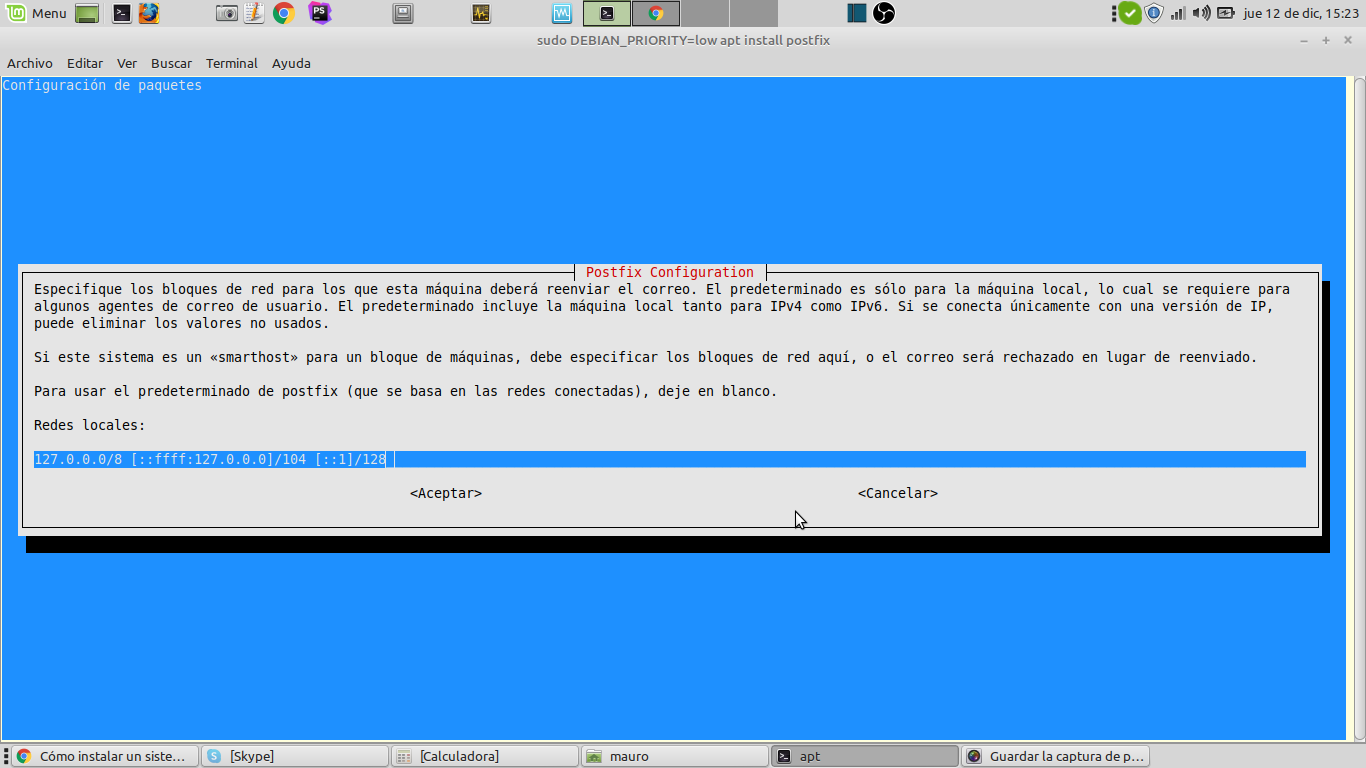 Menu
PS
jue 12 de dic, 15:23
sudo DEBIAN_PRIORITY=low apt install postfix
Archivo Editar Ver Buscar Terminal Ayuda
Configuración de paquetes
Postfix Configuration
Especifique los bloques de red para los que esta máquina deberá reenviar el correo. El predeterminado es sólo para la máquina local, lo cual se requiere para
algunos agentes de correo de usuario. El predeterminado incluye la máquina local tanto para IPv4 como IPv6. Si se conecta únicamente con una versión de IP,
puede eliminar los valores no usados.
Si este sistema es un «smarthost» para un bloque de máquinas, debe especificar los bloques de red aquí, o el correo será rechazado en lugar de reenviado.
Para usar el predeterminado de postfix (que se basa en las redes conectadas), deje en blanco.
Redes locales:
127.0.0.0/8 [::ffff:127.0.0.0]/104 [::1]/128
<Aceptar> <Cancelar>
Cómo instalar un siste... [Skype] [Calculadora] mauro apt Guardar la captura de p...